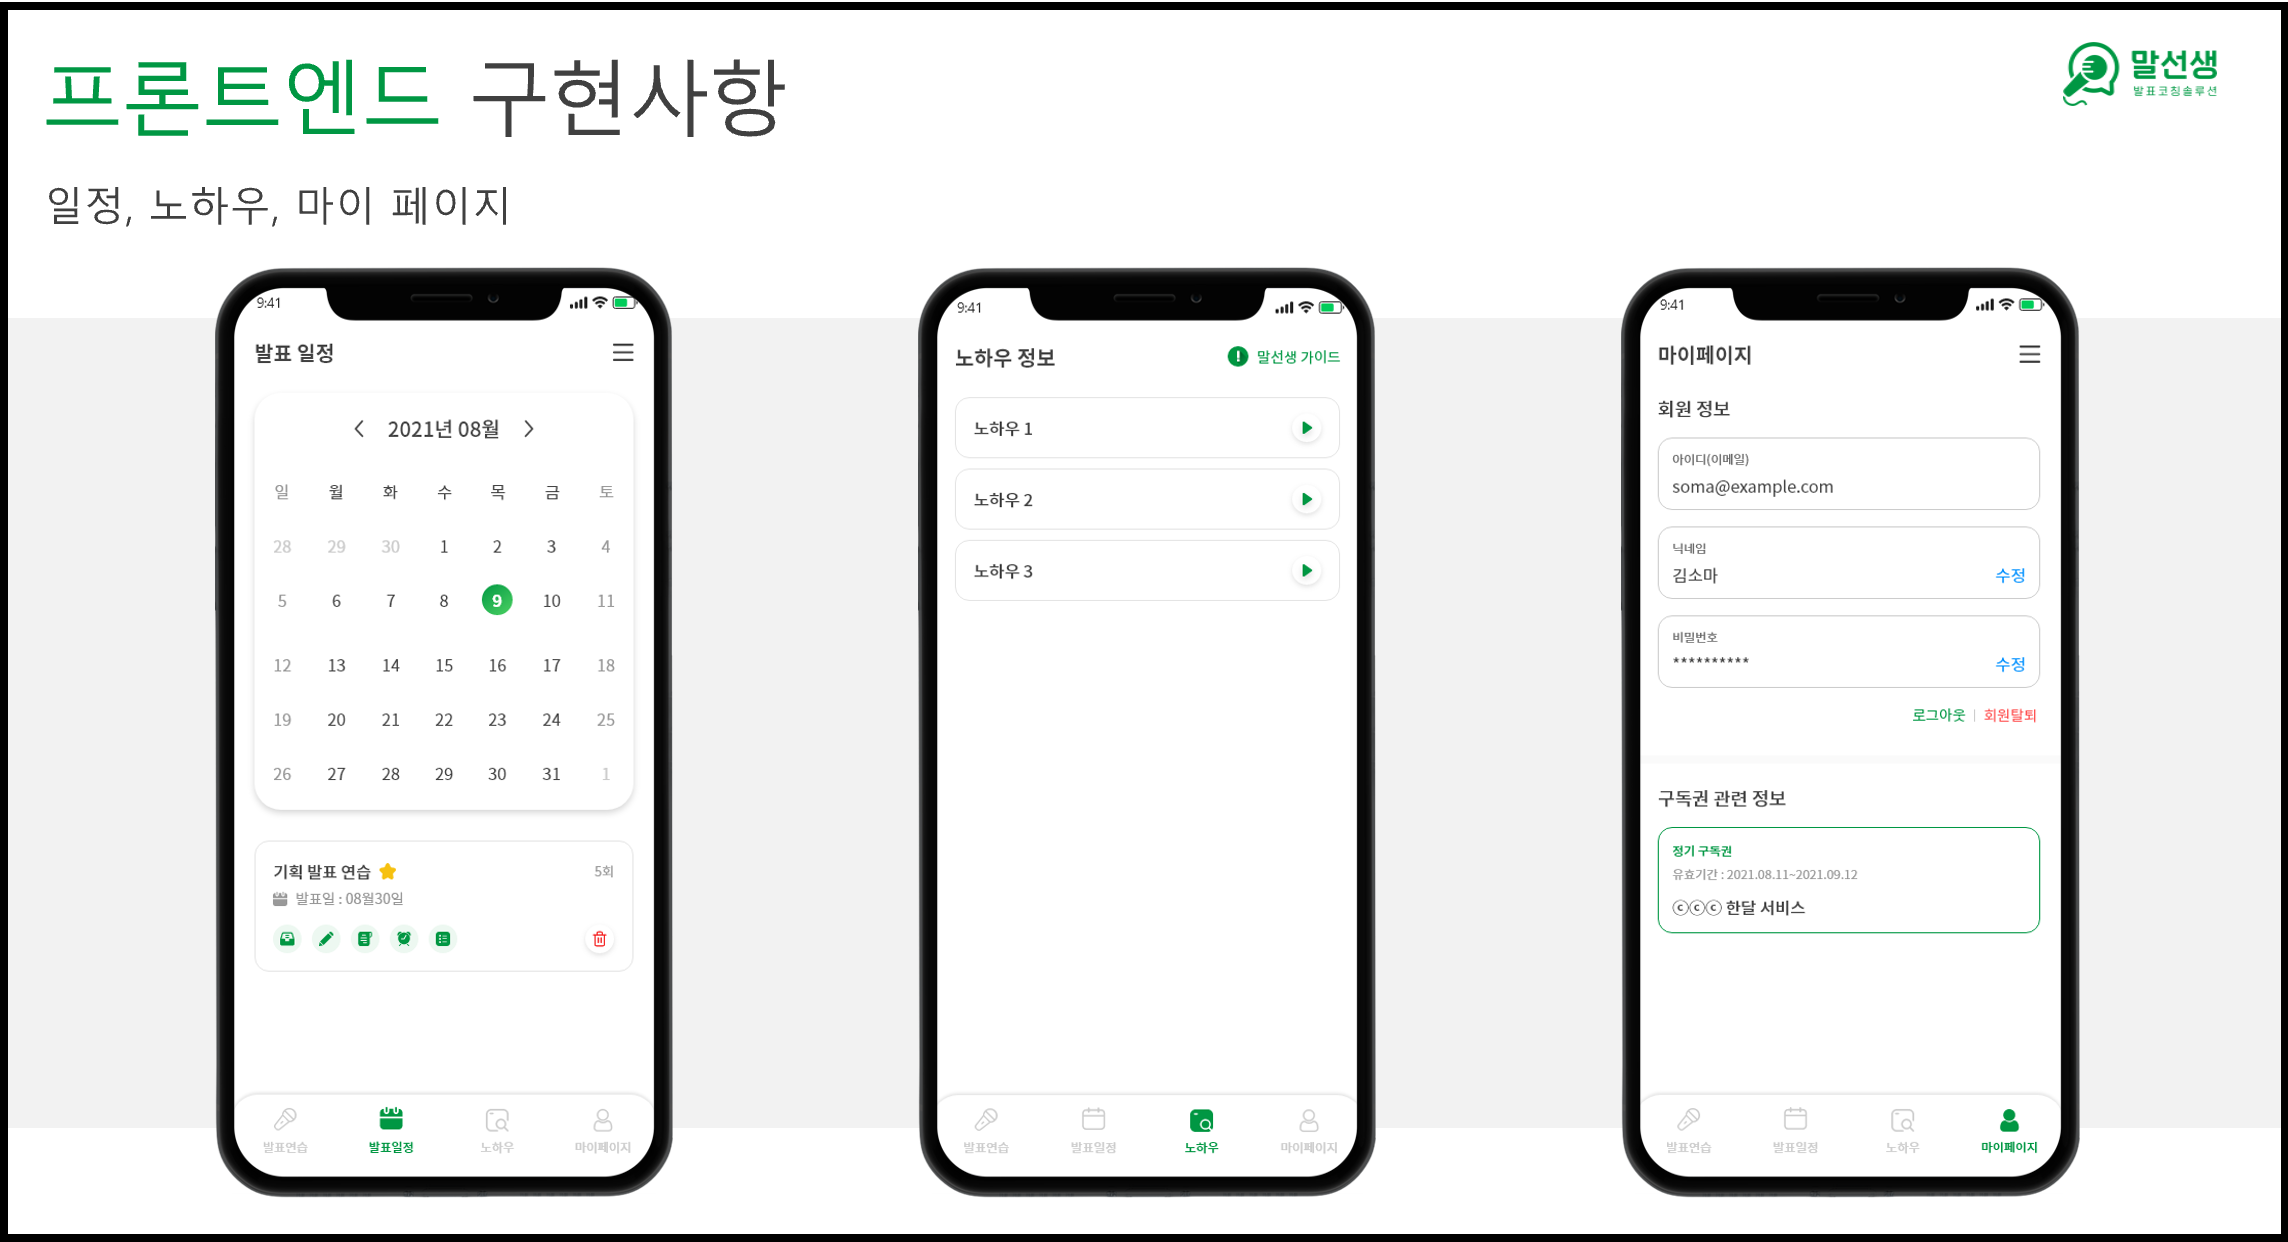 프론트엔드 구현사항
말선생
발표코칭솔루션
일정, 노하우, 마이 페이지
9:41
발표 일정
2021년 08월
일 월 화 수 목 금 토
28 29 30 1 2 3 4
5 6 7 8 9 10 11
12 13 14 15 16 17 18
19 20 21 22 23 24 25
26 27 28 29 30 31 1
기획 발표 연습 5회
발표일 : 08월30일
발표연습 발표일정 노하우 마이페이지
9:41
노하우 정보 말선생 가이드
노하우 1
노하우 2
노하우 3
발표연습 발표일정 노하우 마이페이지
9:41
마이페이지
회원 정보
아이디(이메일)
soma@example.com
닉네임
김소마 수정
비밀번호
********** 수정
로그아웃 | 회원탈퇴
구독권 관련 정보
정기 구독권
유효기간 : 2021.08.11~2021.09.12
ⓒⓒⓒ 한달 서비스
발표연습 발표일정 노하우 마이페이지